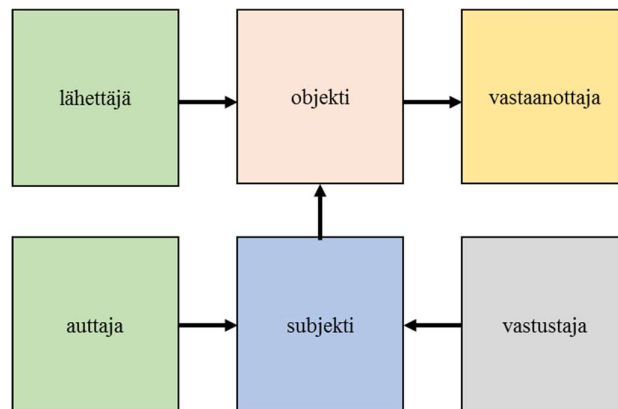 lähettäjä
objekti
vastaanottaja
auttaja
subjekti
vastustaja